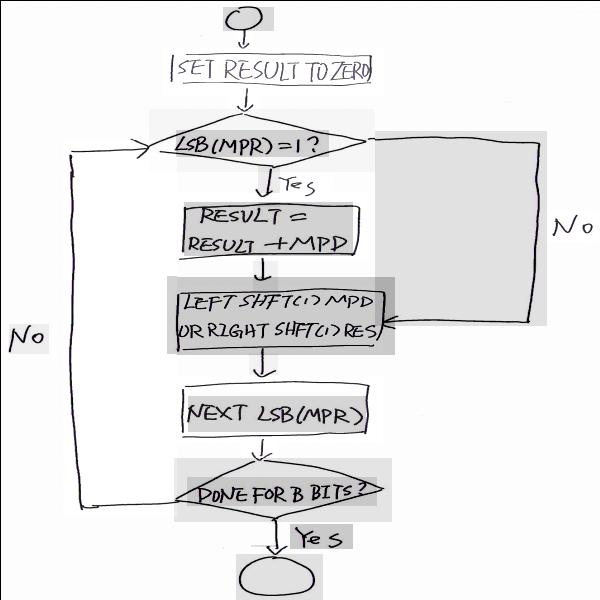 SET RESULT TO ZERO
LSB(MPR)=1?
Yes
RESULT =
RESULT +MPD
No
LEFT SHFT(1) MPD
OR RIGHT SHFT(1) RES
No
NEXT LSB(MPR)
DONE FOR B BITS?
Yes